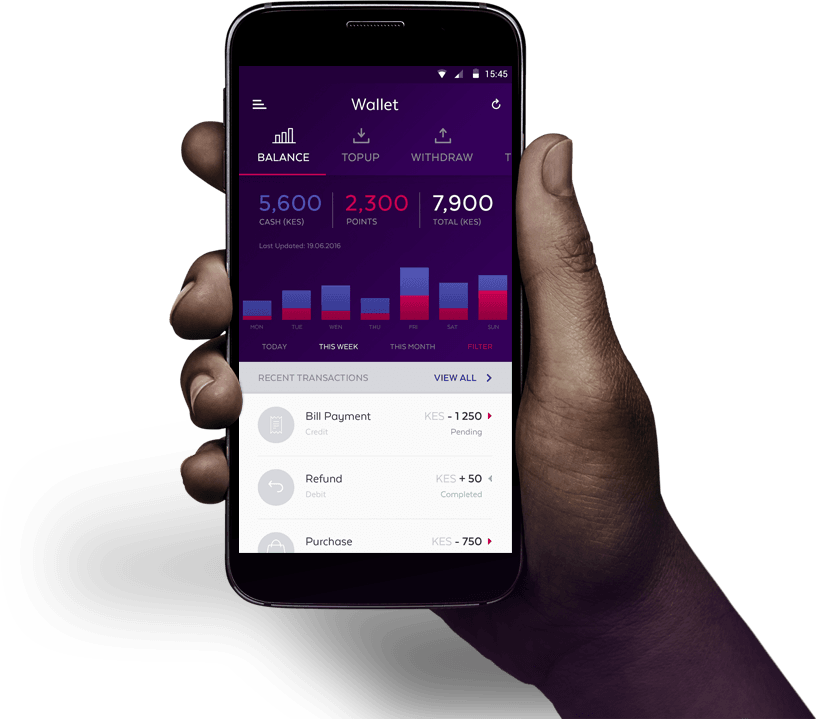 15:45
Wallet
BALANCE TOPUP WITHDRAW T
5,600 2,300 7,900
CASH (KES) POINTS TOTAL (KES)
Last Updated: 19.06.2016
MON TUE WEN THU FRI SAT SUN
TODAY THIS WEEK THIS MONTH FILTER
RECENT TRANSACTIONS VIEW ALL
Bill Payment KES - 1 250
Credit Pending
Refund KES + 50
Debit Completed
Purchase KES - 750